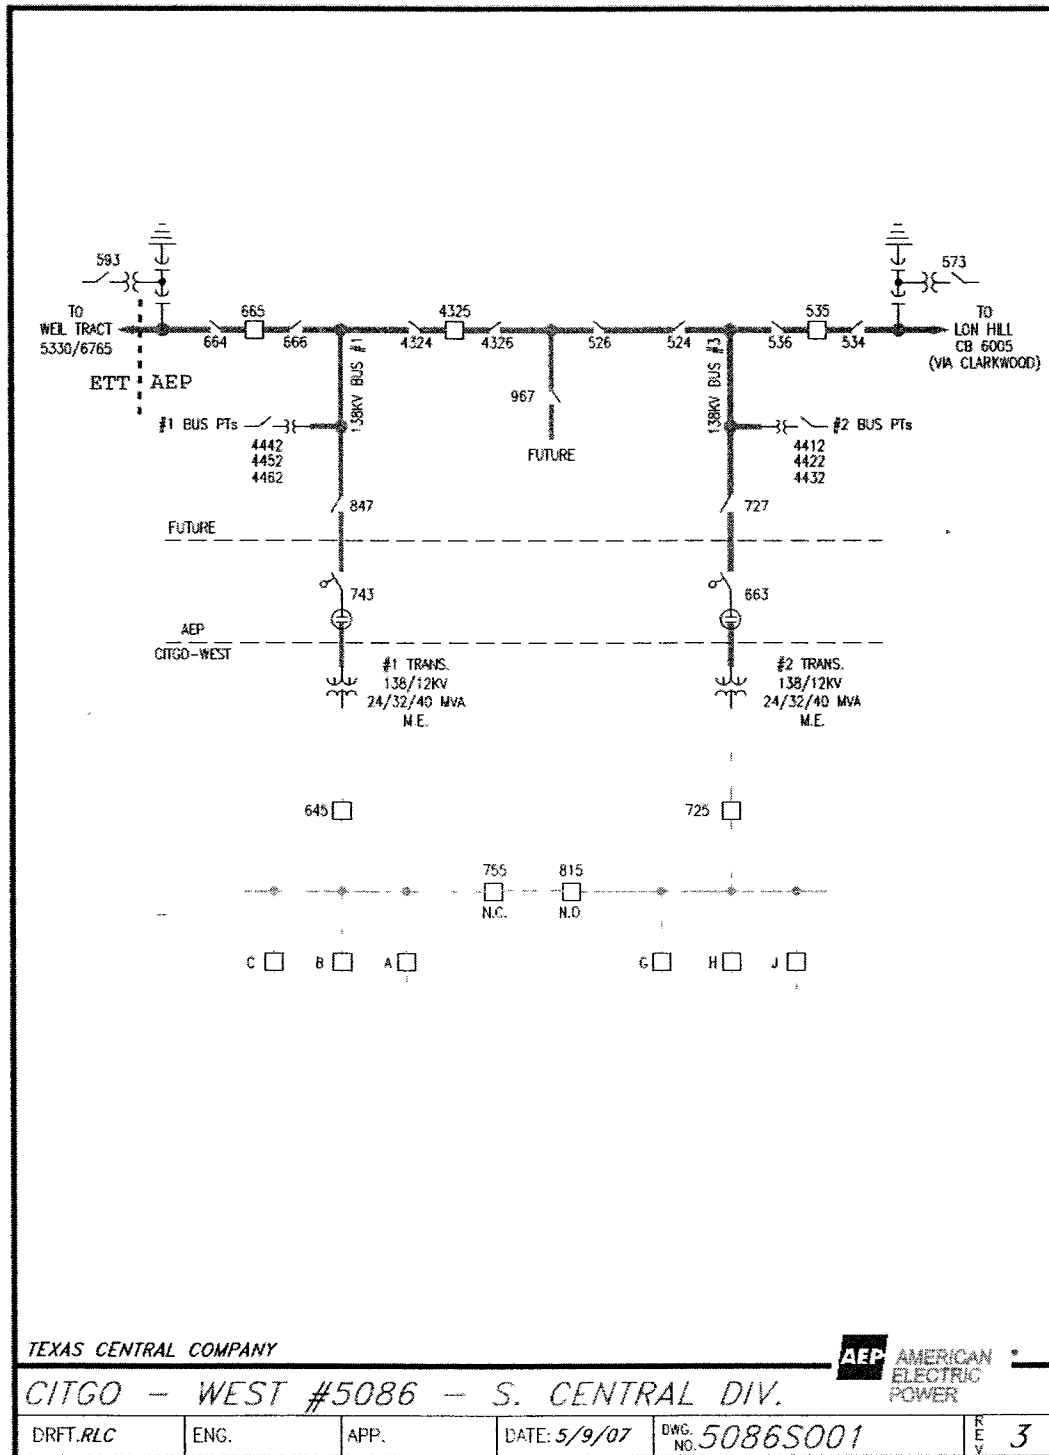 593
573
TO
WEIL TRACT
5330/6765
665
4325
535
TO
LON HILL
CB 6005
(VIA CLARKWOOD)
664
666
4324
4326
526
524
536
534
ETT AEP
138KV BUS #1
138KV BUS #3
967
FUTURE
#1 BUS PTs
4442
4452
4462
#2 BUS PTs
4412
4422
4432
847
727
FUTURE
743
663
AEP
CITGO-WEST
#1 TRANS.
138/12KV
24/32/40 MVA
M.E.
#2 TRANS.
138/12KV
24/32/40 MVA
M.E.
645
725
755
N.C.
815
N.O.
C
B
A
G
H
J
TEXAS CENTRAL COMPANY
AEP AMERICAN
ELECTRIC
POWER
CITGO - WEST #5086 - S. CENTRAL DIV.
DRFT.RLC
ENG.
APP.
DATE: 5/9/07
DWG. NO. 5086S001
REV 3